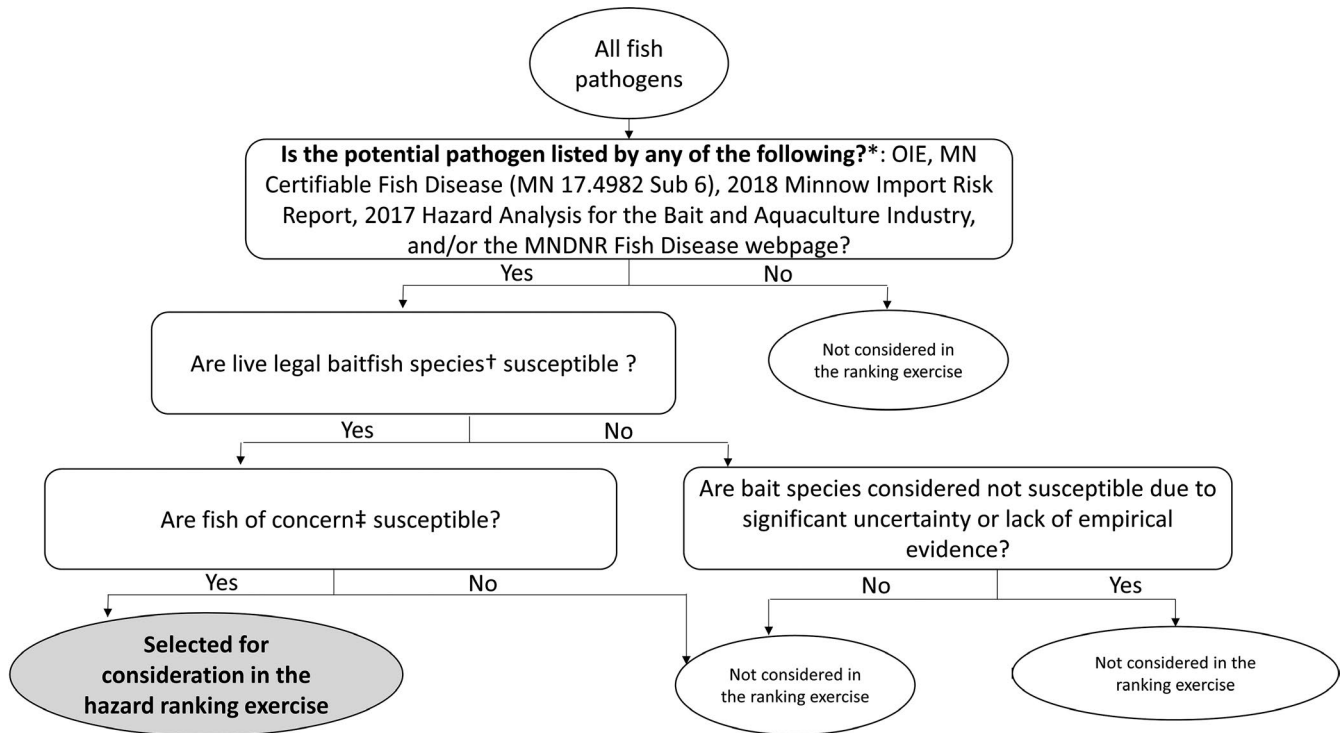 All fish
pathogens
Is the potential pathogen listed by any of the following?*: OIE, MN
Certifiable Fish Disease (MN 17.4982 Sub 6), 2018 Minnow Import Risk
Report, 2017 Hazard Analysis for the Bait and Aquaculture Industry,
and/or the MNDNR Fish Disease webpage?
Yes
No
Are live legal baitfish species† susceptible ?
Not considered in
the ranking exercise
Yes
No
Are fish of concern‡ susceptible?
Are bait species considered not susceptible due to
significant uncertainty or lack of empirical
evidence?
Yes
No
No
Yes
Selected for
consideration in the
hazard ranking exercise
Not considered in
the ranking exercise
Not considered in the
ranking exercise